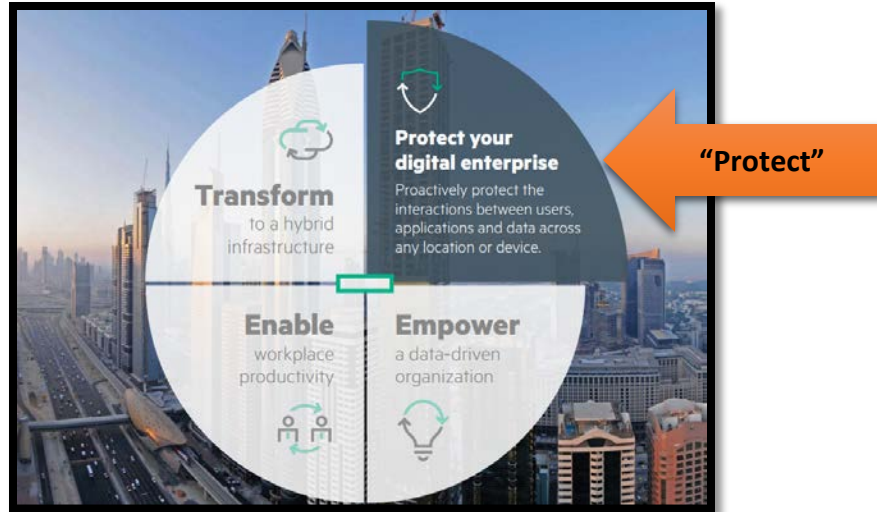 Protect your
digital enterprise
Proactively protect the
interactions between users,
applications and data across
any location or device.
“Protect”
Transform
to a hybrid
infrastructure
Enable
workplace
productivity
Empower
a data-driven
organization